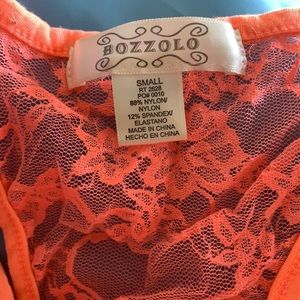 BOZZOLO
SMALL
RT 2628
PO# 0010
88% NYLON/
NYLON
12% SPANDEX/
ELASTANO
MADE IN CHINA
HECHO EN CHINA